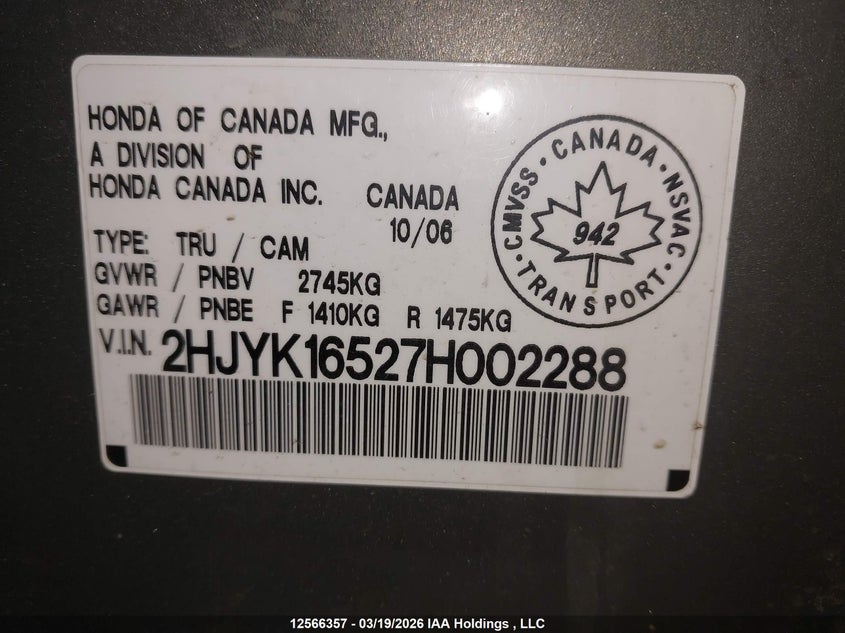 HONDA OF CANADA MFG.,
A DIVISION OF
HONDA CANADA INC. CANADA
10/06
TYPE: TRU / CAM
GVWR / PNBV 2745KG
GAWR / PNBE F 1410KG R 1475KG
V.I.N. 2HJYK16527H002288
CMVSS · CANADA · NSVAC · TRANSPORT ·
942
12566357 - 03/19/2026 IAA Holdings , LLC